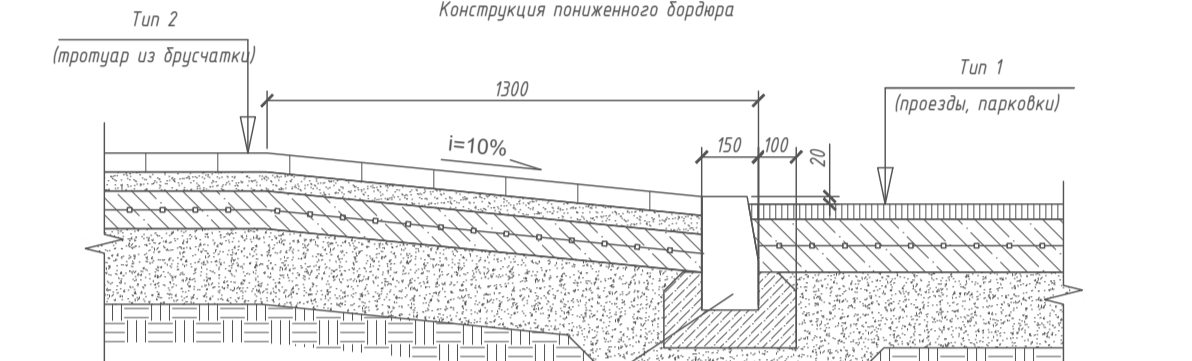 Конструкция пониженного бордюра
Тип 2
(тротуар из брусчатки)
Тип 1
(проезды, парковки)
1300
i=10%
150
100
20